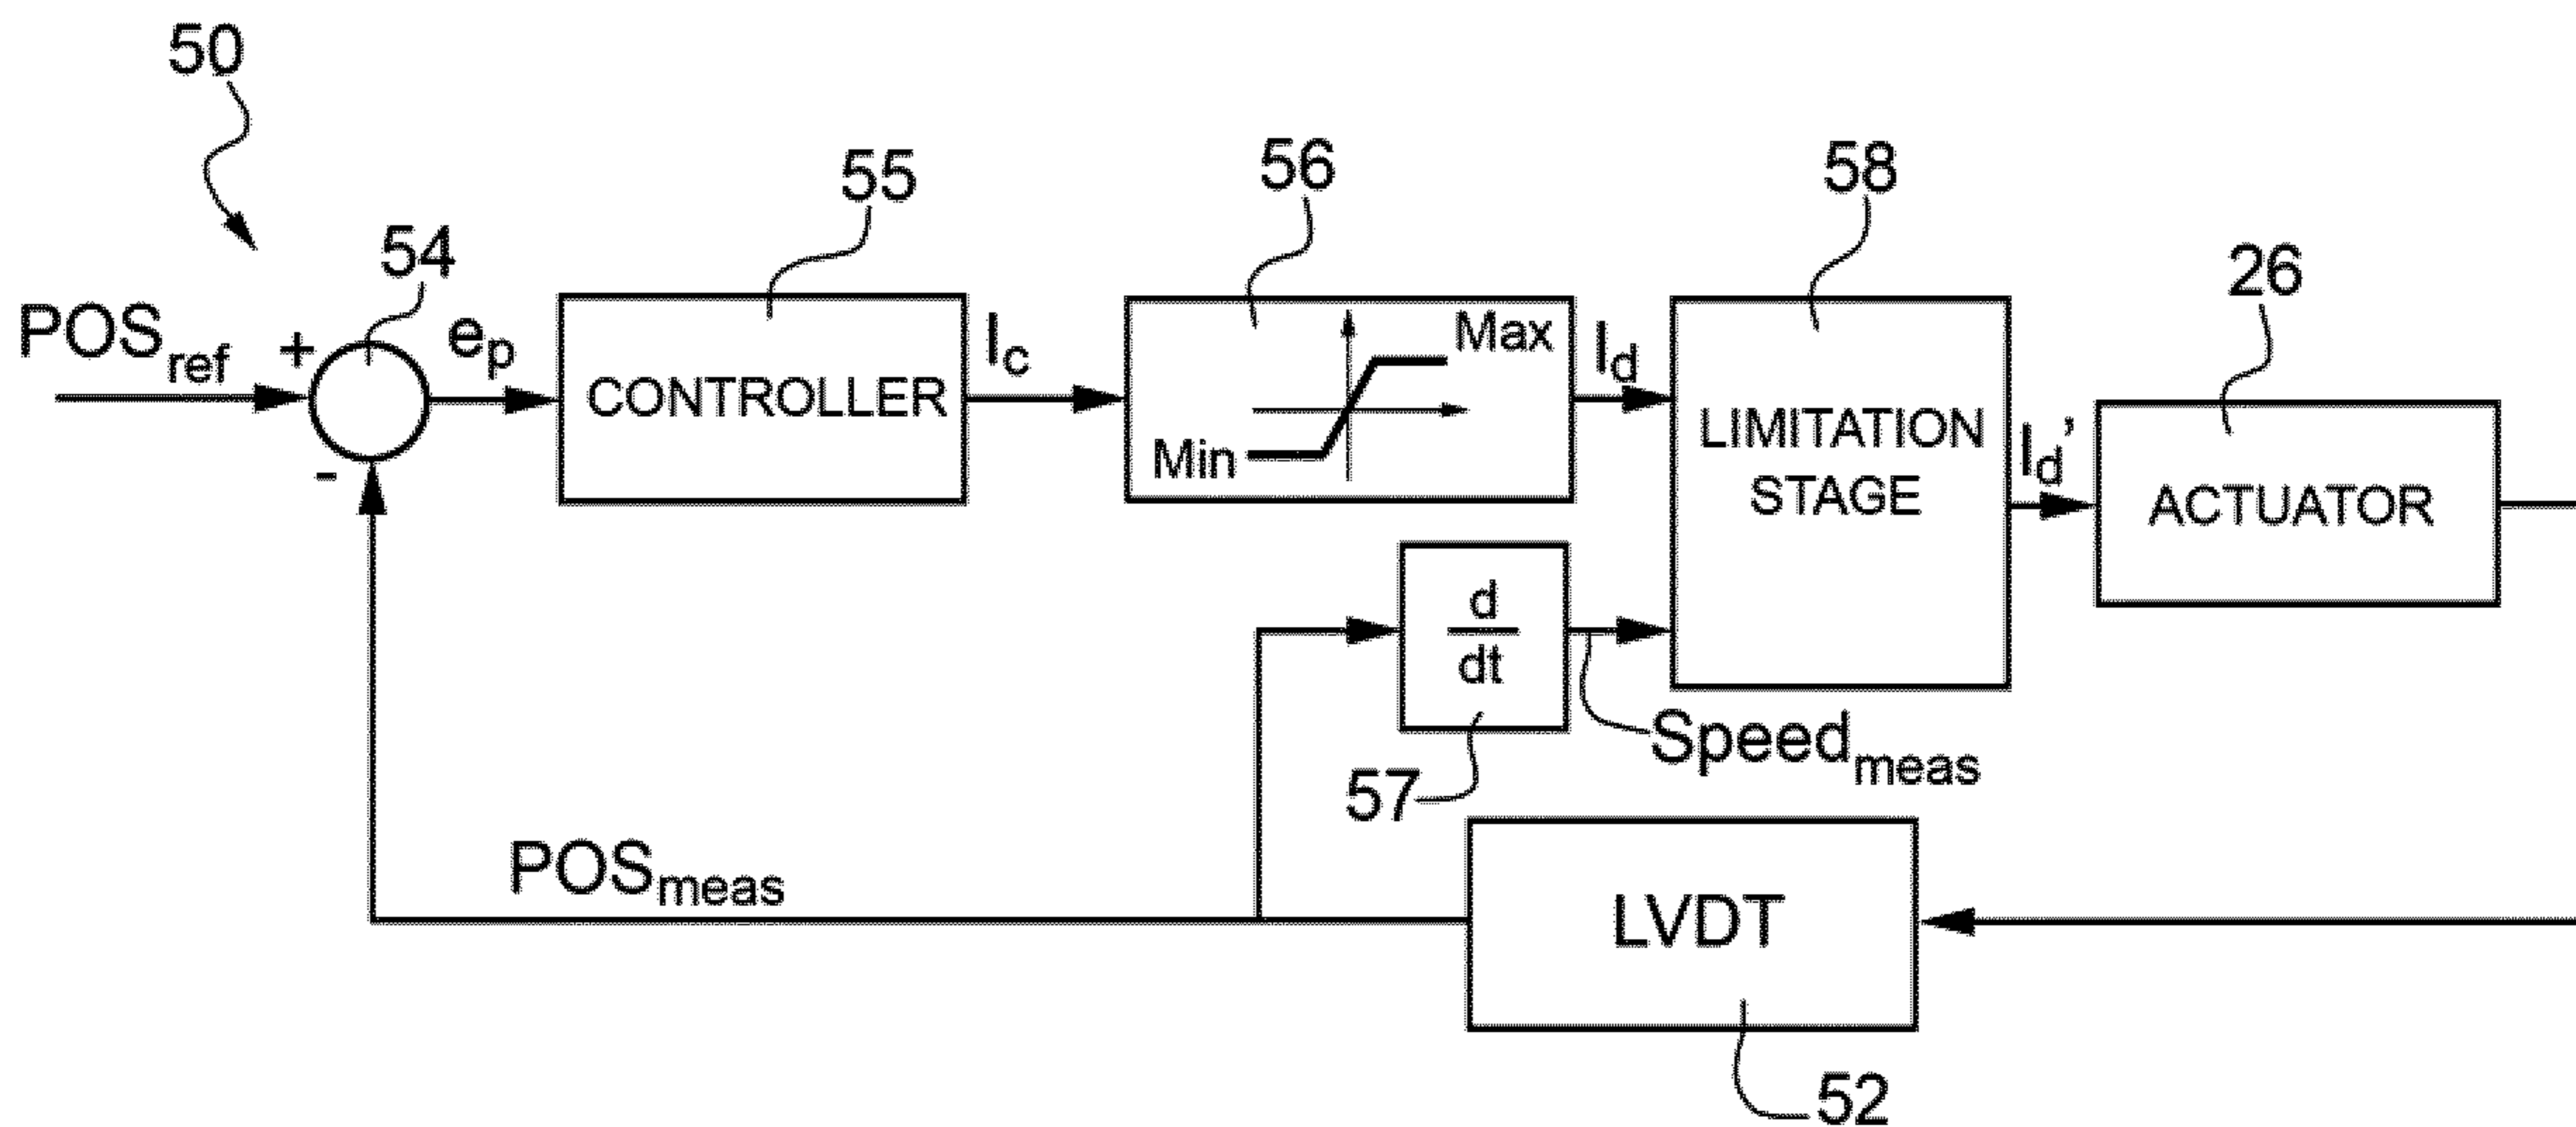 50
54
55
56
58
26
POSref
+
-
ep
CONTROLLER
Ic
Max
Min
Id
LIMITATION
STAGE
Id'
ACTUATOR
d
dt
57
Speedmeas
POSmeas
LVDT
52